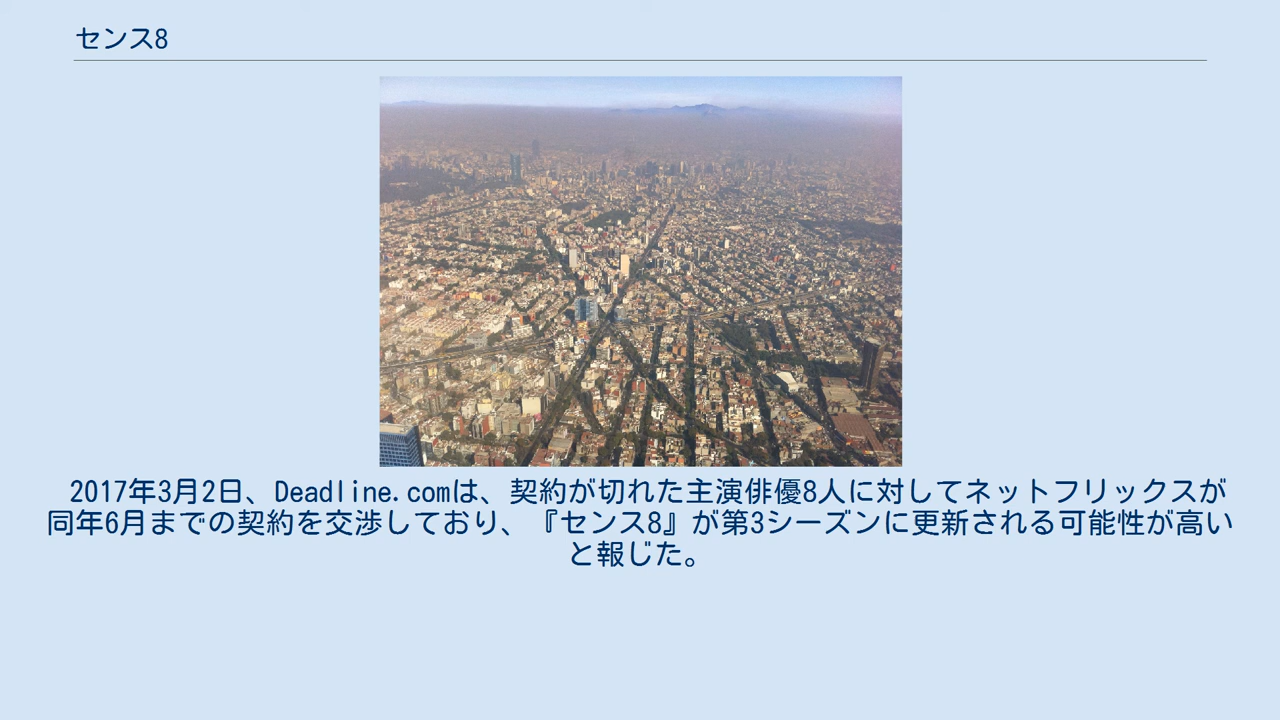 センス8
2017年3月2日、Deadline.comは、契約が切れた主演俳優8人に対してネットフリックスが
同年6月までの契約を交渉しており、『センス8』が第3シーズンに更新される可能性が高い
と報じた。